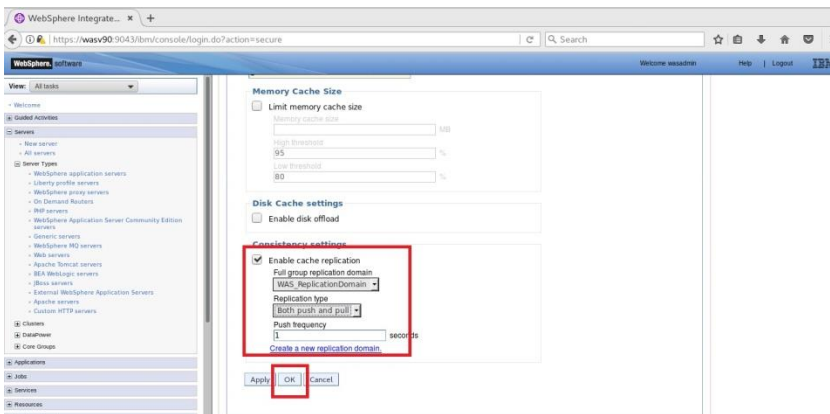 WebSphere Integrate...
https://wasv90:9043/ibm/console/login.do?action=secure
Search
WebSphere. software
Welcome wasadmin
Help | Logout
IBM
View: All tasks
Welcome
Guided Activities
Servers
New server
All servers
Server Types
WebSphere application servers
Liberty profile servers
WebSphere proxy servers
On Demand Routers
PHP servers
WebSphere Application Server Community Edition
servers
Generic servers
WebSphere MQ servers
Web servers
Apache Tomcat servers
BEA WebLogic servers
JBoss servers
External WebSphere Application Servers
Apache servers
Custom HTTP servers
Clusters
DataPower
Core Groups
Applications
Jobs
Services
Resources
Memory Cache Size
Limit memory cache size
Memory cache size
MB
High threshold
95 %
Low threshold
80 %
Disk Cache settings
Enable disk offload
Consistency settings
Enable cache replication
Full group replication domain
WAS_ReplicationDomain
Replication type
Both push and pull
Push frequency
1 seconds
Create a new replication domain.
Apply OK Cancel